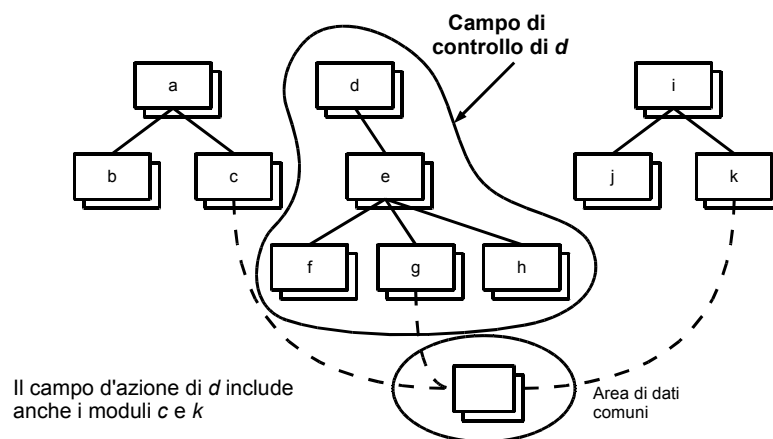 Campo di
controllo di d
a
d
i
b
c
e
j
k
f
g
h
Il campo d'azione di d include
anche i moduli c e k
Area di dati
comuni